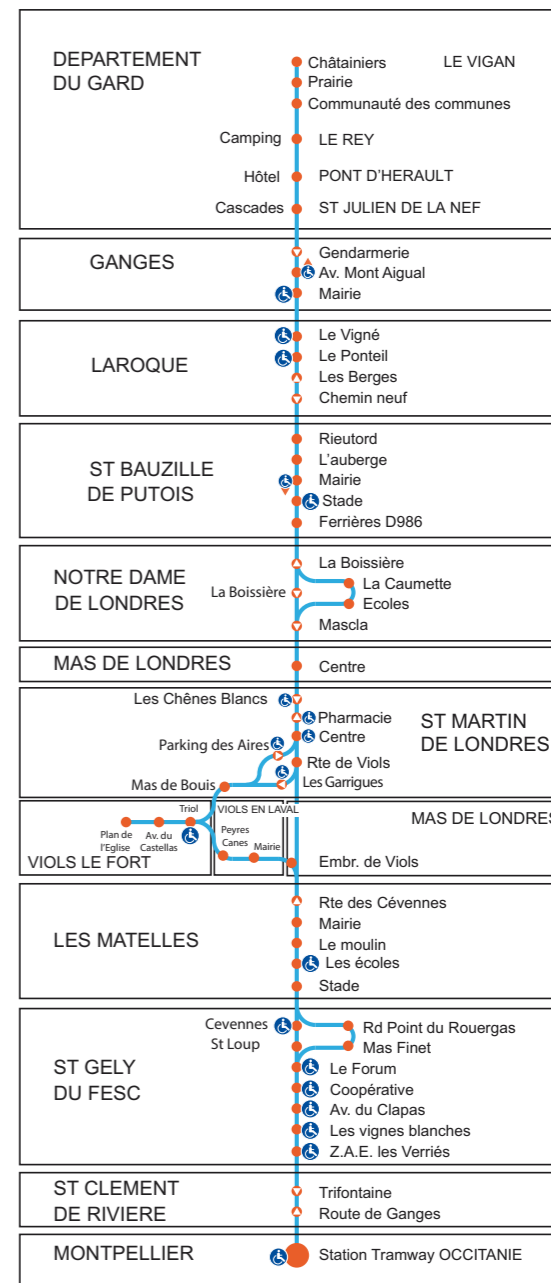 DEPARTEMENT
DU GARD
Châtainiers
LE VIGAN
Prairie
Communauté des communes
Camping
LE REY
Hôtel
PONT D'HERAULT
Cascades
ST JULIEN DE LA NEF
GANGES
Gendarmerie
Av. Mont Aigual
Mairie
LAROQUE
Le Vigné
Le Ponteil
Les Berges
Chemin neuf
ST BAUZILLE
DE PUTOIS
Rieutord
L'auberge
Mairie
Stade
Ferrières D986
NOTRE DAME
DE LONDRES
La Boissière
La Boissière
La Caumette
Ecoles
Mascla
MAS DE LONDRES
Centre
Les Chênes Blancs
Pharmacie
Centre
ST MARTIN
DE LONDRES
Parking des Aires
Rte de Viols
Les Garrigues
Mas de Bouis
Triol
VIOLS EN LAVAL
MAS DE LONDRES
Plan de
l'Eglise
Av. du
Castellas
Peyres
Canes
Mairie
VIOLS LE FORT
Embr. de Viols
LES MATELLES
Rte des Cévennes
Mairie
Le moulin
Les écoles
Stade
ST GELY
DU FESC
Cevennes
St Loup
Rd Point du Rouergas
Mas Finet
Le Forum
Coopérative
Av. du Clapas
Les vignes blanches
Z.A.E. les Verriés
ST CLEMENT
DE RIVIERE
Trifontaine
Route de Ganges
MONTPELLIER
Station Tramway OCCITANIE